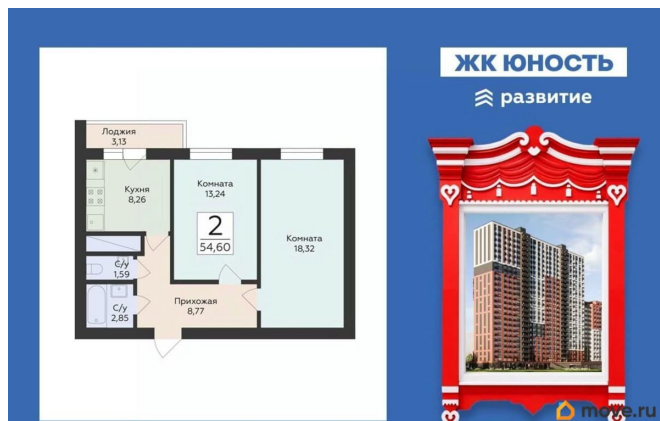 ЖК ЮНОСТЬ
развитие
Лоджия
3,13
Кухня
8,26
Комната
13,24
2
54,60
Комната
18,32
С/у
1,59
С/у
2,85
Прихожая
8,77
move.ru